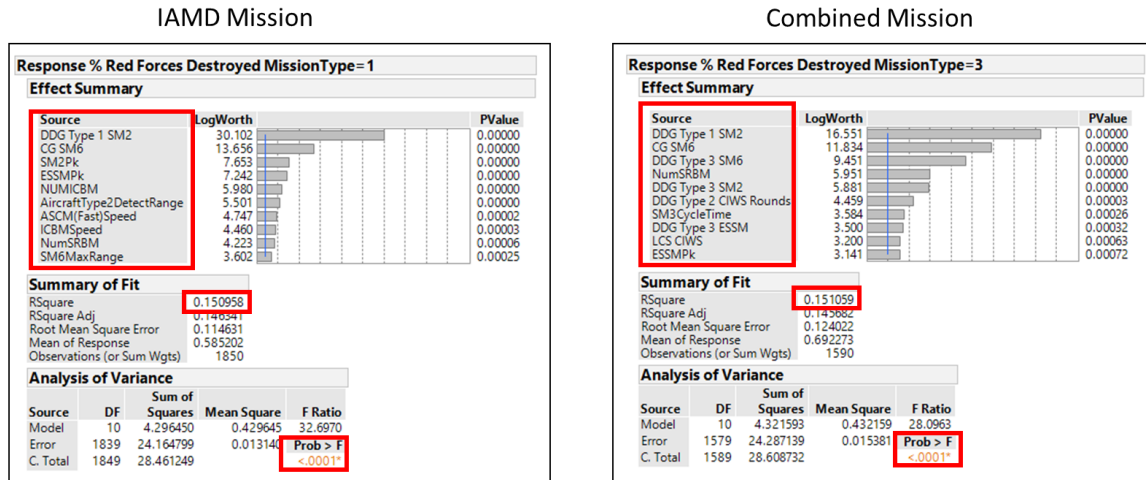 IAMD Mission
Response % Red Forces Destroyed MissionType=1
Effect Summary
Source LogWorth PValue
DDG Type 1 SM2 30.102 0.00000
CG SM6 13.656 0.00000
SM2Pk 7.653 0.00000
ESSMPk 7.242 0.00000
NUMICBM 5.980 0.00000
AircraftType2DetectRange 5.501 0.00000
ASCM(Fast)Speed 4.747 0.00002
ICBMSpeed 4.460 0.00003
NumSRBM 4.223 0.00006
SM6MaxRange 3.602 0.00025
Summary of Fit
RSquare 0.150958
RSquare Adj 0.146341
Root Mean Square Error 0.114631
Mean of Response 0.585202
Observations (or Sum Wgts) 1850
Analysis of Variance
Sum of
Source DF Squares Mean Square F Ratio
Model 10 4.296450 0.429645 32.6970
Error 1839 24.164799 0.013140 Prob > F
C. Total 1849 28.461249 <.0001*
Combined Mission
Response % Red Forces Destroyed MissionType=3
Effect Summary
Source LogWorth PValue
DDG Type 1 SM2 16.551 0.00000
CG SM6 11.834 0.00000
DDG Type 3 SM6 9.451 0.00000
NumSRBM 5.951 0.00000
DDG Type 3 SM2 5.881 0.00000
DDG Type 2 CIWS Rounds 4.459 0.00003
SM3CycleTime 3.584 0.00026
DDG Type 3 ESSM 3.500 0.00032
LCS CIWS 3.200 0.00063
ESSMPk 3.141 0.00072
Summary of Fit
RSquare 0.151059
RSquare Adj 0.145682
Root Mean Square Error 0.124022
Mean of Response 0.692273
Observations (or Sum Wgts) 1590
Analysis of Variance
Sum of
Source DF Squares Mean Square F Ratio
Model 10 4.321593 0.432159 28.0963
Error 1579 24.287139 0.015381 Prob > F
C. Total 1589 28.608732 <.0001*